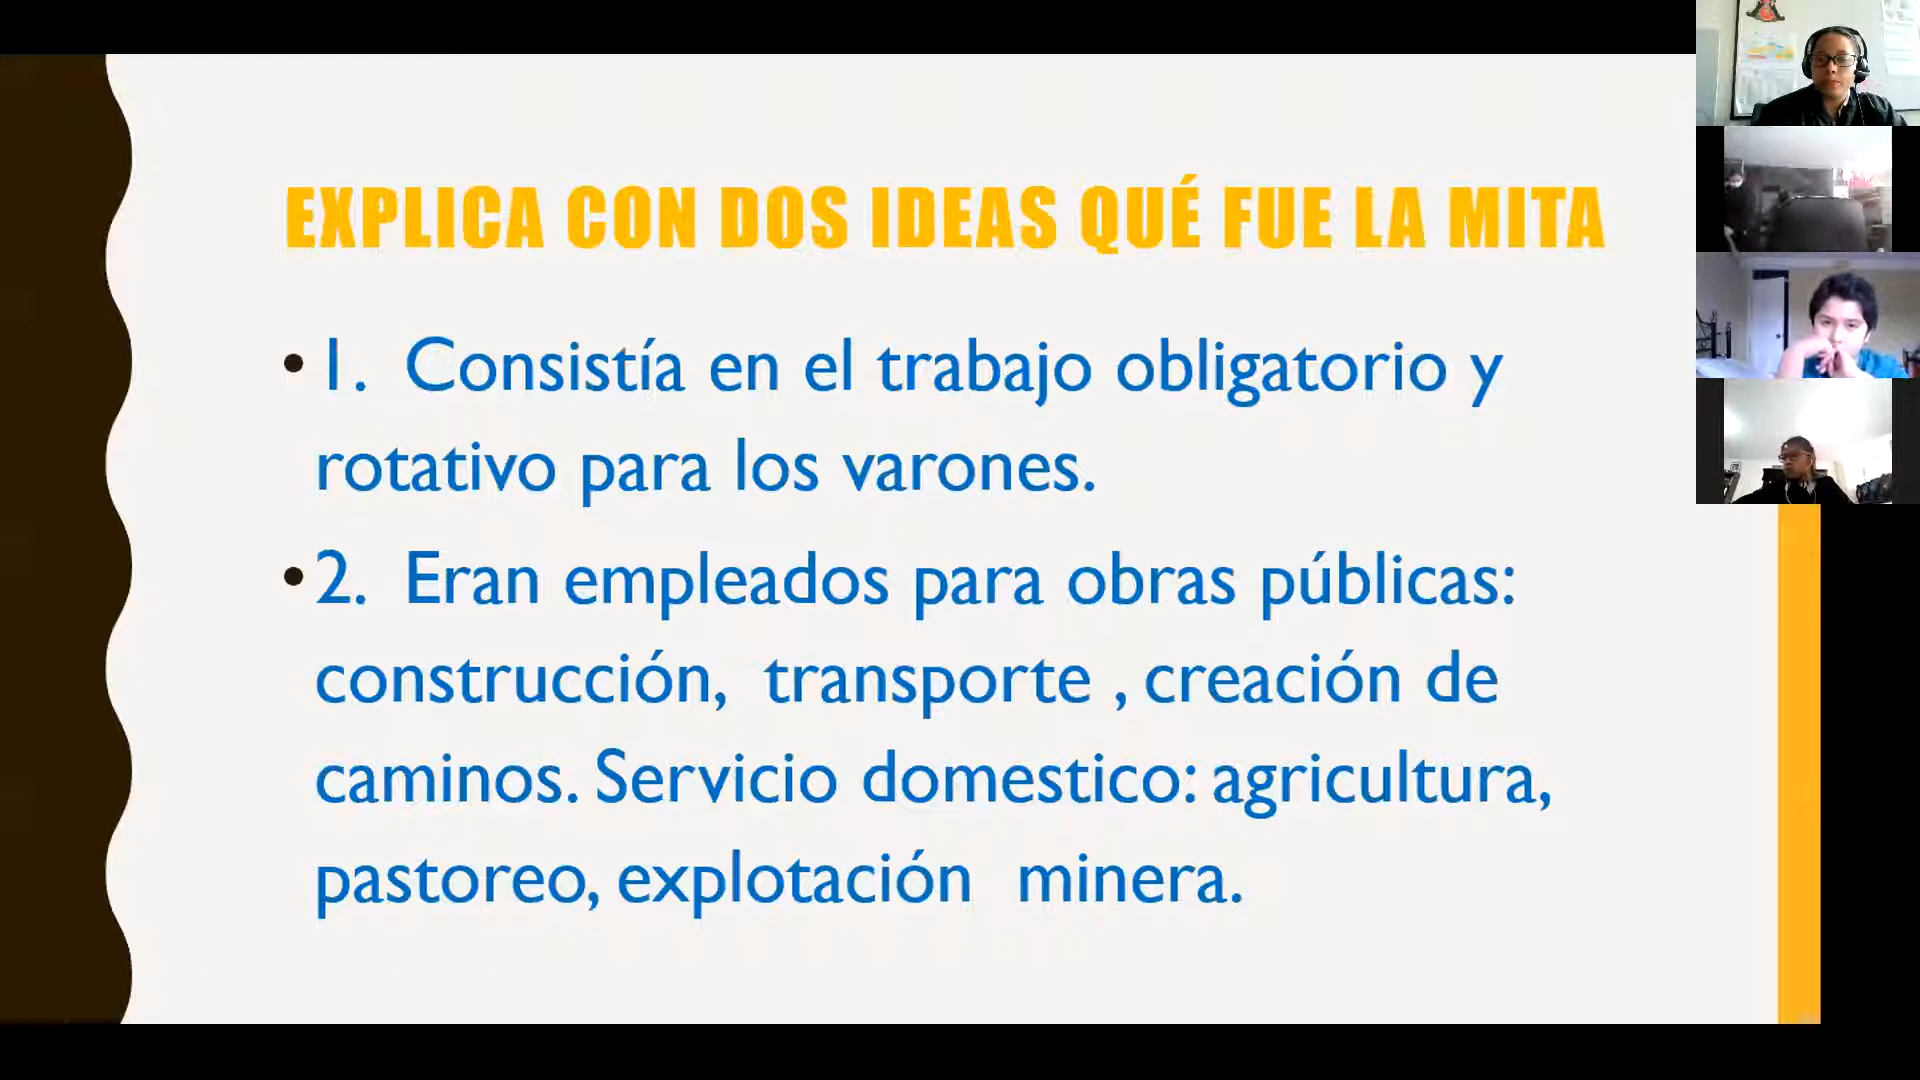 EXPLICA CON DOS IDEAS QUÉ FUE LA MITA
• 1. Consistía en el trabajo obligatorio y
rotativo para los varones.
• 2. Eran empleados para obras públicas:
construcción, transporte , creación de
caminos. Servicio domestico: agricultura,
pastoreo, explotación minera.